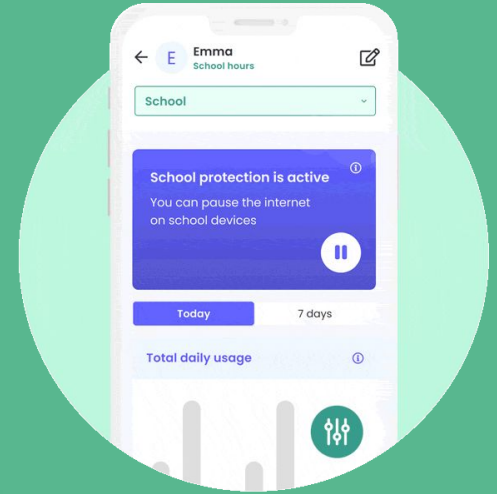 E
Emma
School hours
School
School protection is active
You can pause the internet
on school devices
Today
7 days
Total daily usage